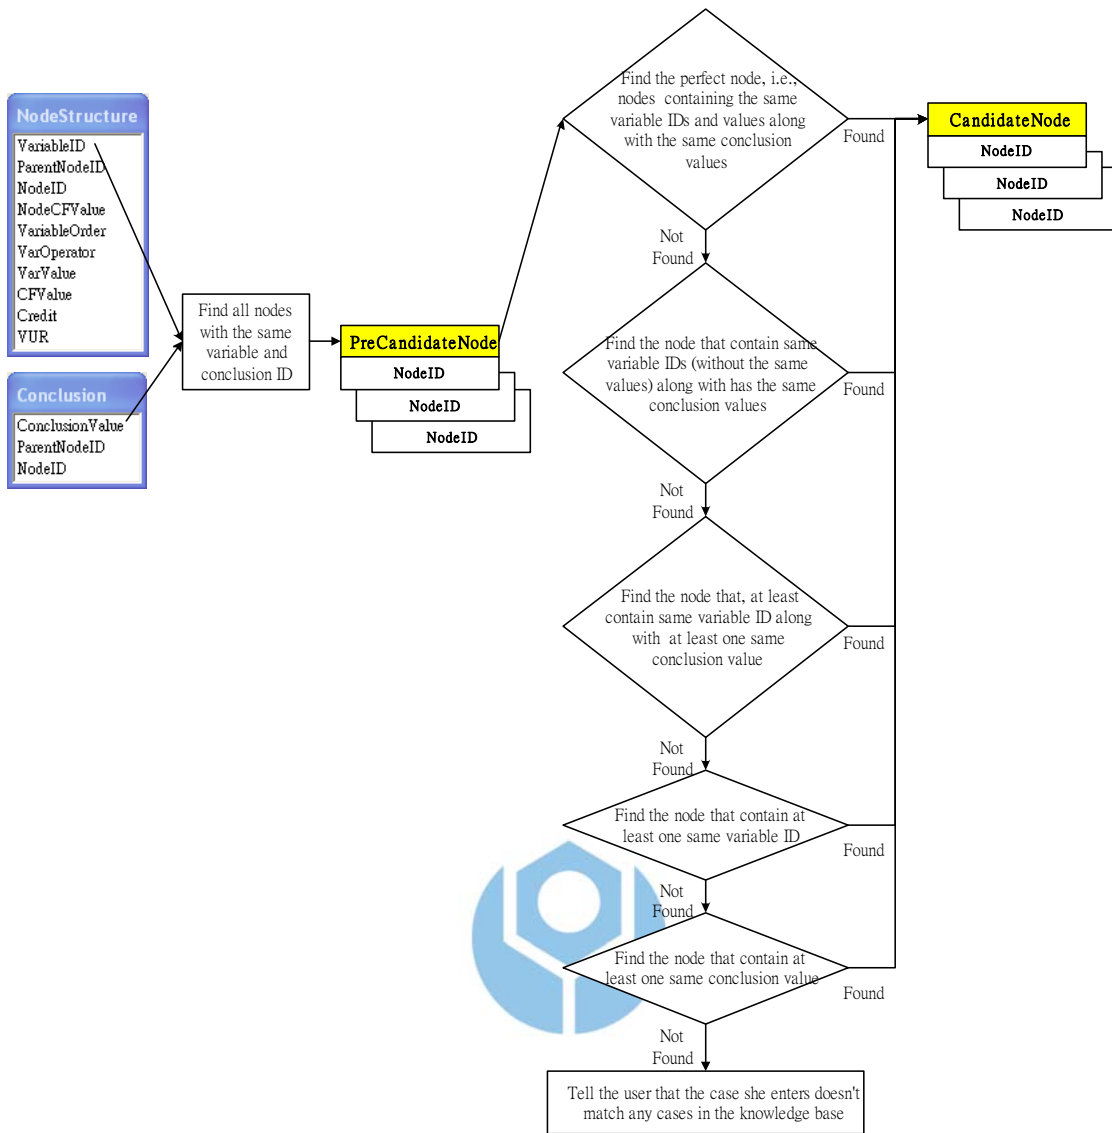 NodeStructure
VariableID
ParentNodeID
NodeID
NodeCFValue
VariableOrder
VarOperator
VarValue
CFValue
Credit
VUR
Conclusion
ConclusionValue
ParentNodeID
NodeID
Find all nodes
with the same
variable and
conclusion ID
PreCandidateNode
NodeID
NodeID
NodeID
Find the perfect node, i.e.,
nodes containing the same
variable IDs and values along
with the same conclusion
values
Found
Not
Found
CandidateNode
NodeID
NodeID
NodeID
Find the node that contain same
variable IDs (without the same
values) along with has the same
conclusion values
Found
Not
Found
Find the node that, at least
contain same variable ID along
with at least one same
conclusion value
Found
Not
Found
Find the node that contain at
least one same variable ID
Found
Not
Found
Find the node that contain at
least one same conclusion value
Found
Not
Found
Tell the user that the case she enters doesn't
match any cases in the knowledge base